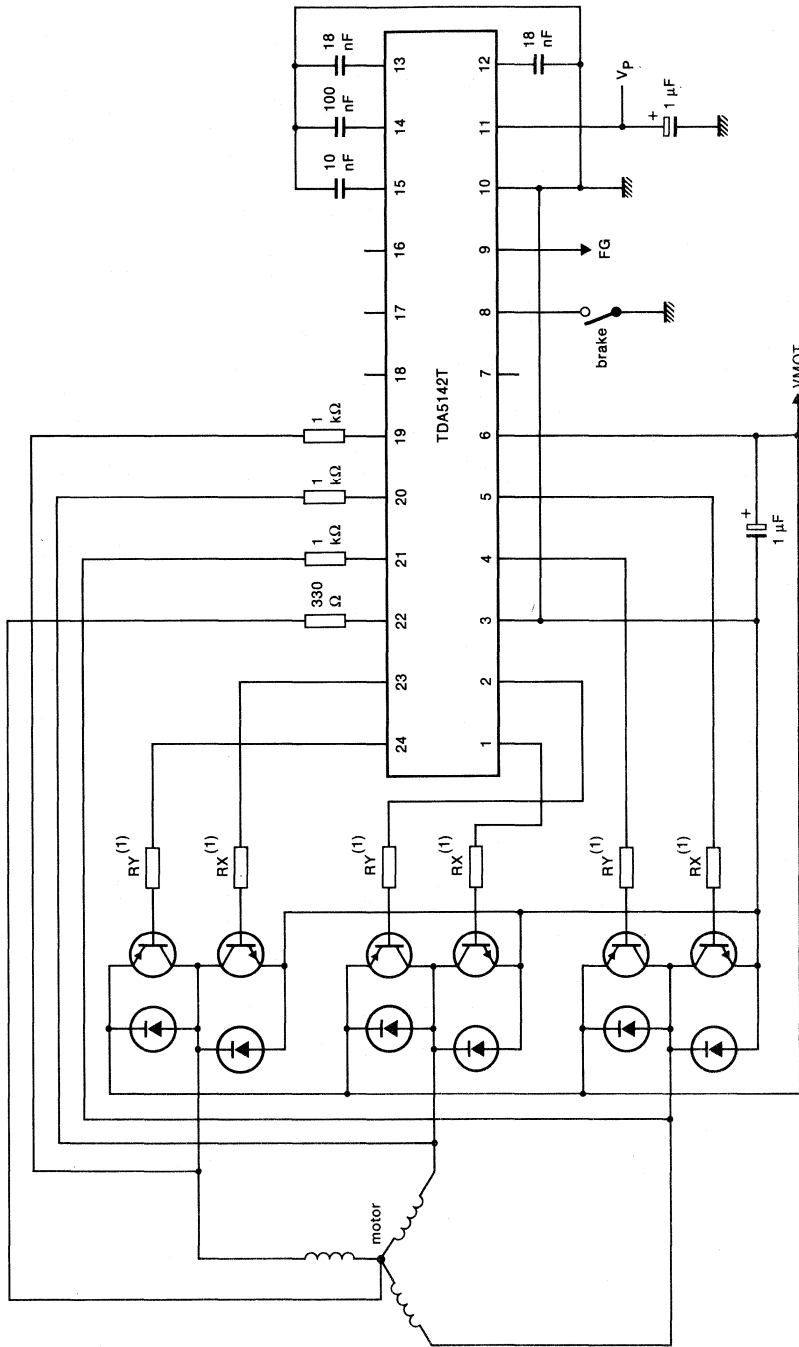 18 nF
100 nF
10 nF
13
14
15
16
17
18
19
20
21
22
23
24
1 kΩ
1 kΩ
1 kΩ
330 Ω
TDA5142T
12
11
10
9
8
7
6
5
4
3
2
1
18 nF
VP
+
1 μF
FG
brake
VMOT
+
1 μF
RY(1)
RX(1)
RY(1)
RX(1)
RY(1)
RX(1)
motor